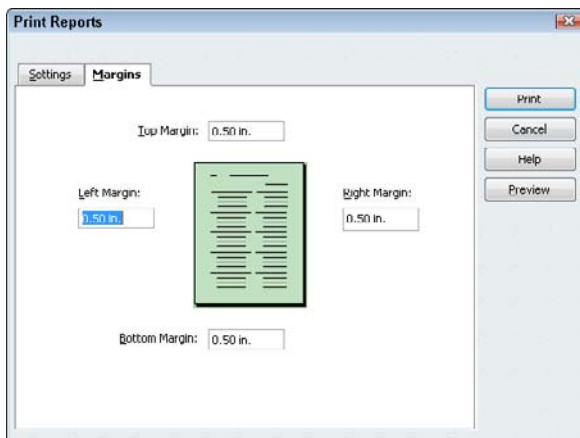 Print Reports
Settings
Margins
Print
Top Margin: 0.50 in.
Cancel
Help
Left Margin:
Right Margin:
Preview
0.50 in.
0.50 in.
Bottom Margin: 0.50 in.